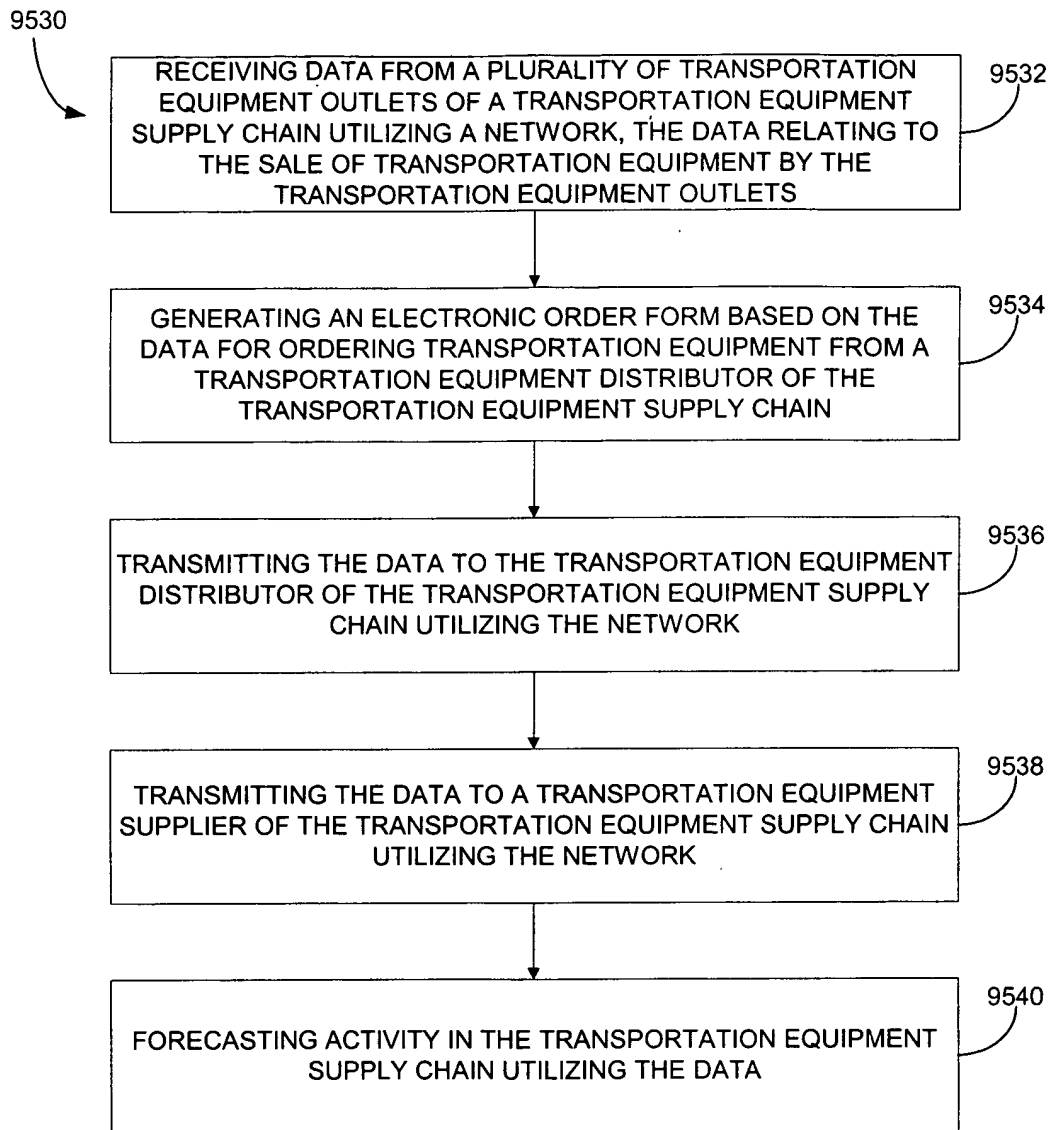 9530
RECEIVING DATA FROM A PLURALITY OF TRANSPORTATION
EQUIPMENT OUTLETS OF A TRANSPORTATION EQUIPMENT
SUPPLY CHAIN UTILIZING A NETWORK, THE DATA RELATING TO
THE SALE OF TRANSPORTATION EQUIPMENT BY THE
TRANSPORTATION EQUIPMENT OUTLETS
9532
GENERATING AN ELECTRONIC ORDER FORM BASED ON THE
DATA FOR ORDERING TRANSPORTATION EQUIPMENT FROM A
TRANSPORTATION EQUIPMENT DISTRIBUTOR OF THE
TRANSPORTATION EQUIPMENT SUPPLY CHAIN
9534
TRANSMITTING THE DATA TO THE TRANSPORTATION EQUIPMENT
DISTRIBUTOR OF THE TRANSPORTATION EQUIPMENT SUPPLY
CHAIN UTILIZING THE NETWORK
9536
TRANSMITTING THE DATA TO A TRANSPORTATION EQUIPMENT
SUPPLIER OF THE TRANSPORTATION EQUIPMENT SUPPLY CHAIN
UTILIZING THE NETWORK
9538
FORECASTING ACTIVITY IN THE TRANSPORTATION EQUIPMENT
SUPPLY CHAIN UTILIZING THE DATA
9540